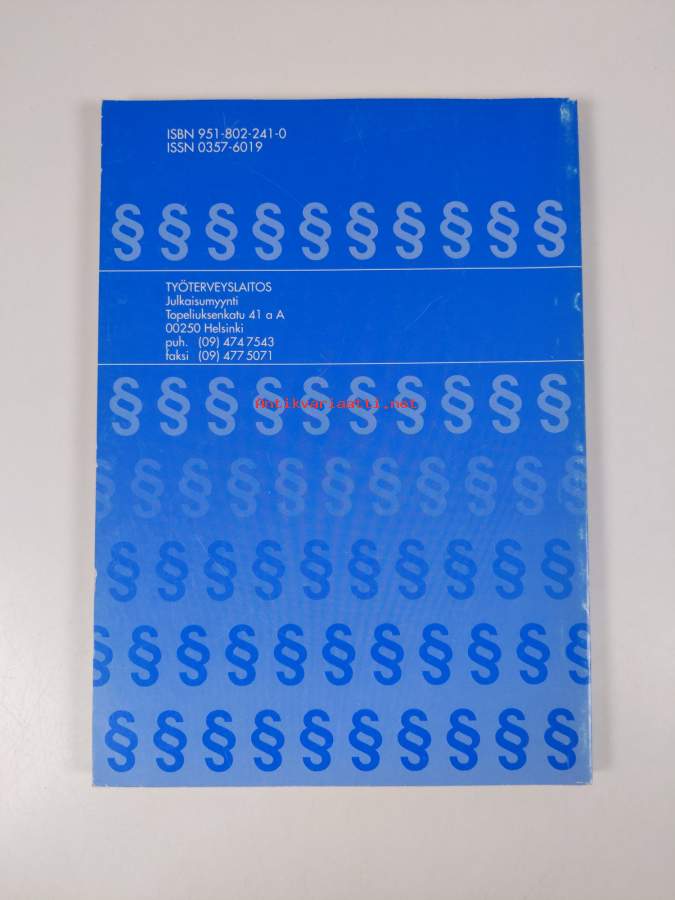 ISBN 951-802-241-0
ISSN 0357-6019
§ § § § § § § § § §
TYÖTERVEYSLAITOS
Julkaisumyynti
Topeliuksenkatu 41 a A
00250 Helsinki
puh. (09) 474 7543
faksi (09) 477 5071
§ § § § § § § § § §
Antikvariaatti.net
§ § § § § § § § § § §
§ § § § § § § § § §
§ § § § § § § § § § §
§ § § § § § § § § §